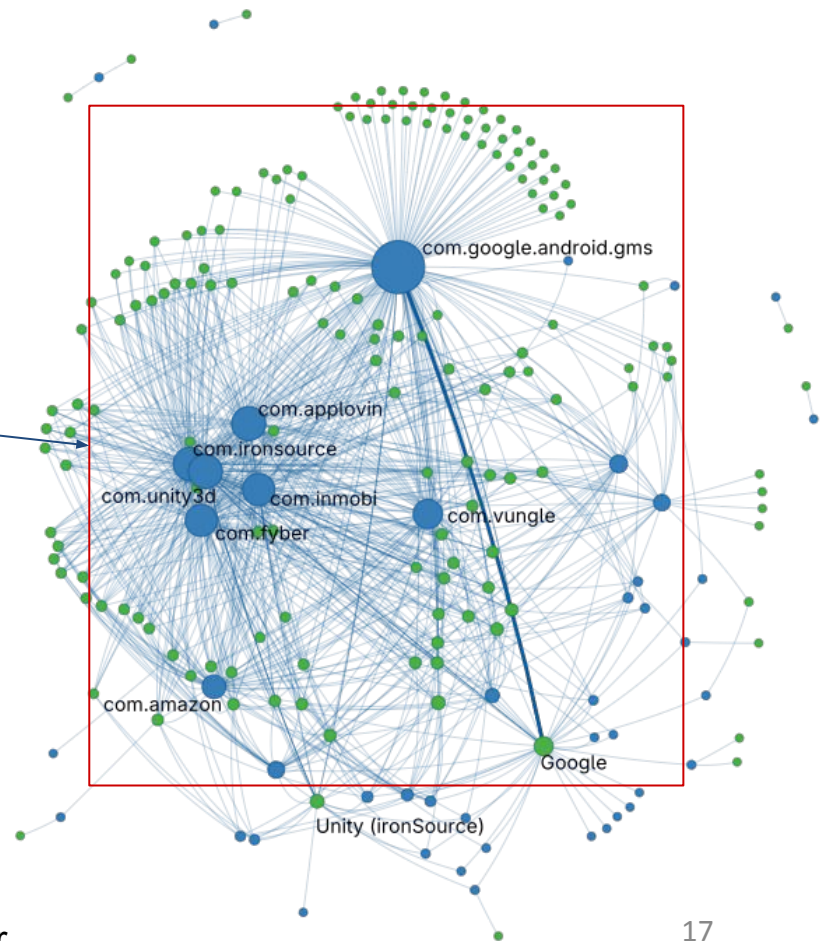 com.google.android.gms
com.applovin
com.ironsource
com.unity3d
com.inmobi
com.fyber
com.vungle
com.amazon
Google
Unity (ironSource)
r
17